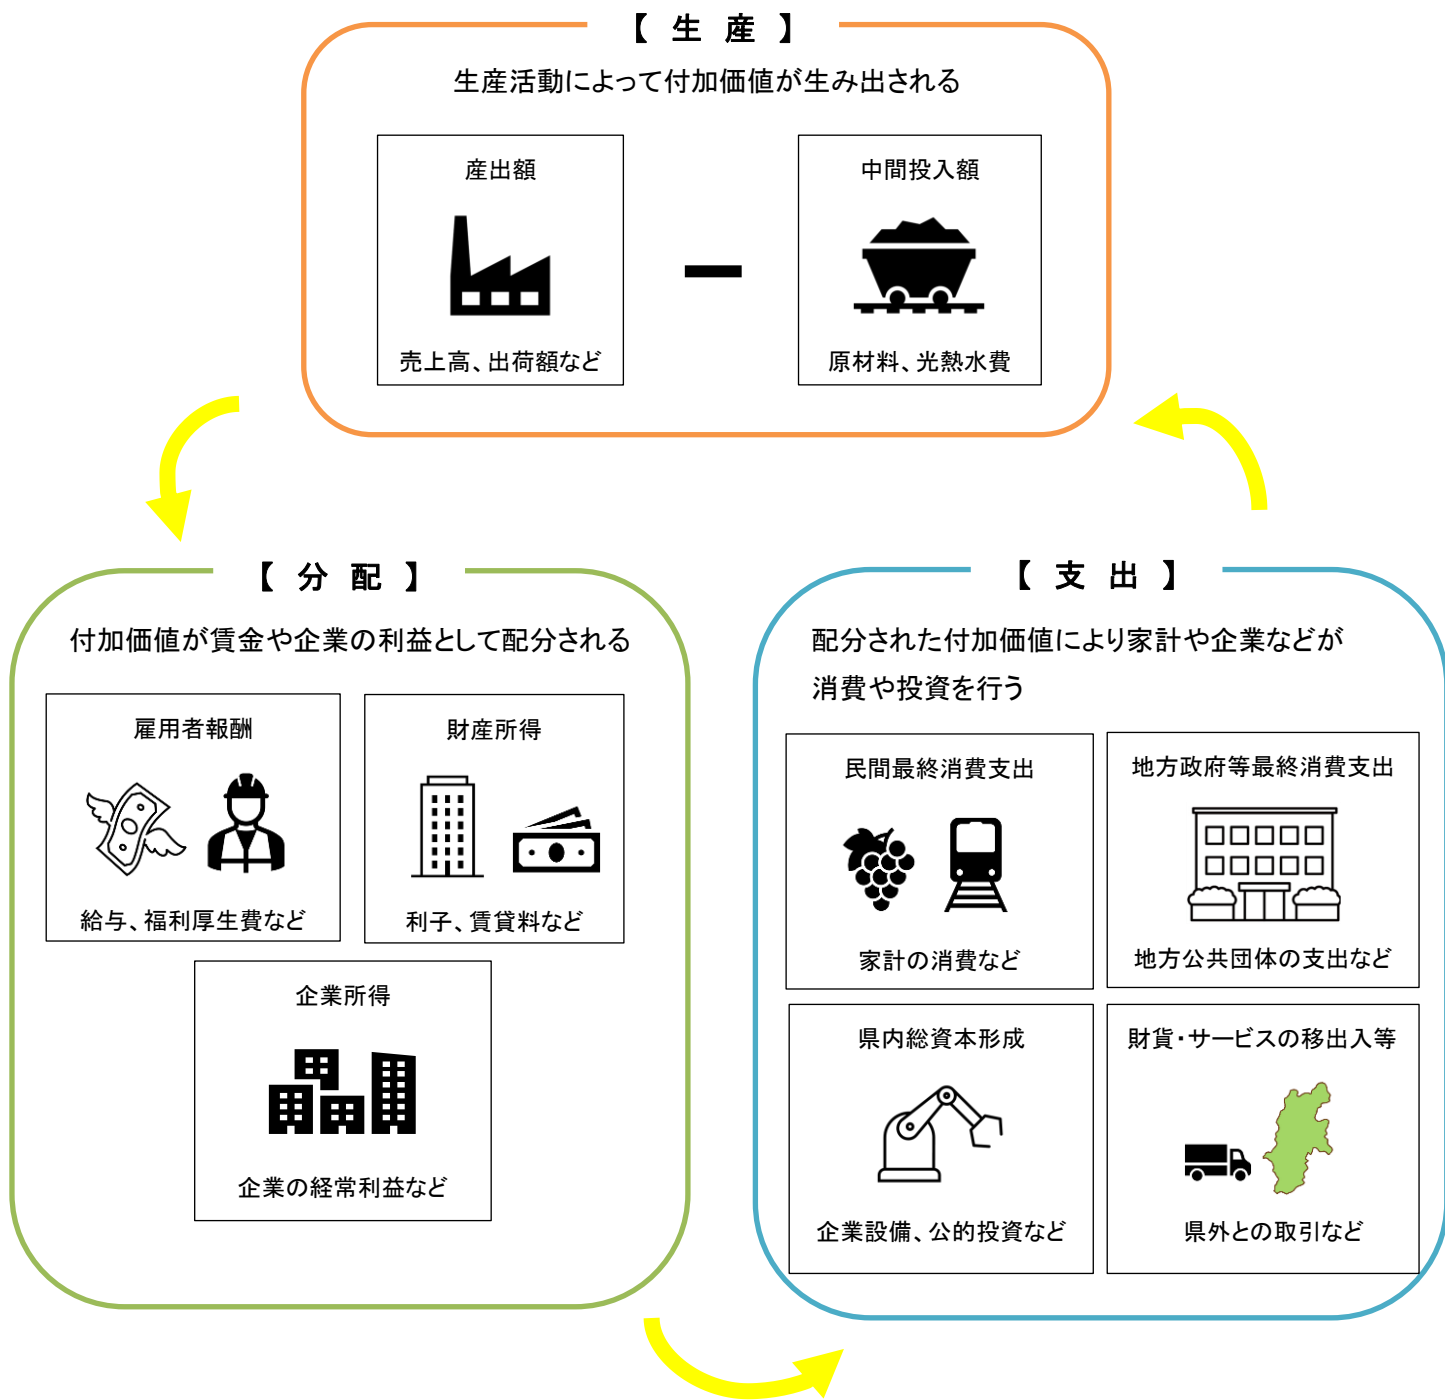 【 生 産 】
生産活動によって付加価値が生み出される
産出額
売上高、出荷額など
中間投入額
原材料、光熱水費
【 分 配 】
付加価値が賃金や企業の利益として配分される
雇用者報酬
給与、福利厚生費など
財産所得
利子、賃貸料など
企業所得
企業の経常利益など
【 支 出 】
配分された付加価値により家計や企業などが
消費や投資を行う
民間最終消費支出
家計の消費など
地方政府等最終消費支出
地方公共団体の支出など
県内総資本形成
企業設備、公的投資など
財貨・サービスの移出入等
県外との取引など